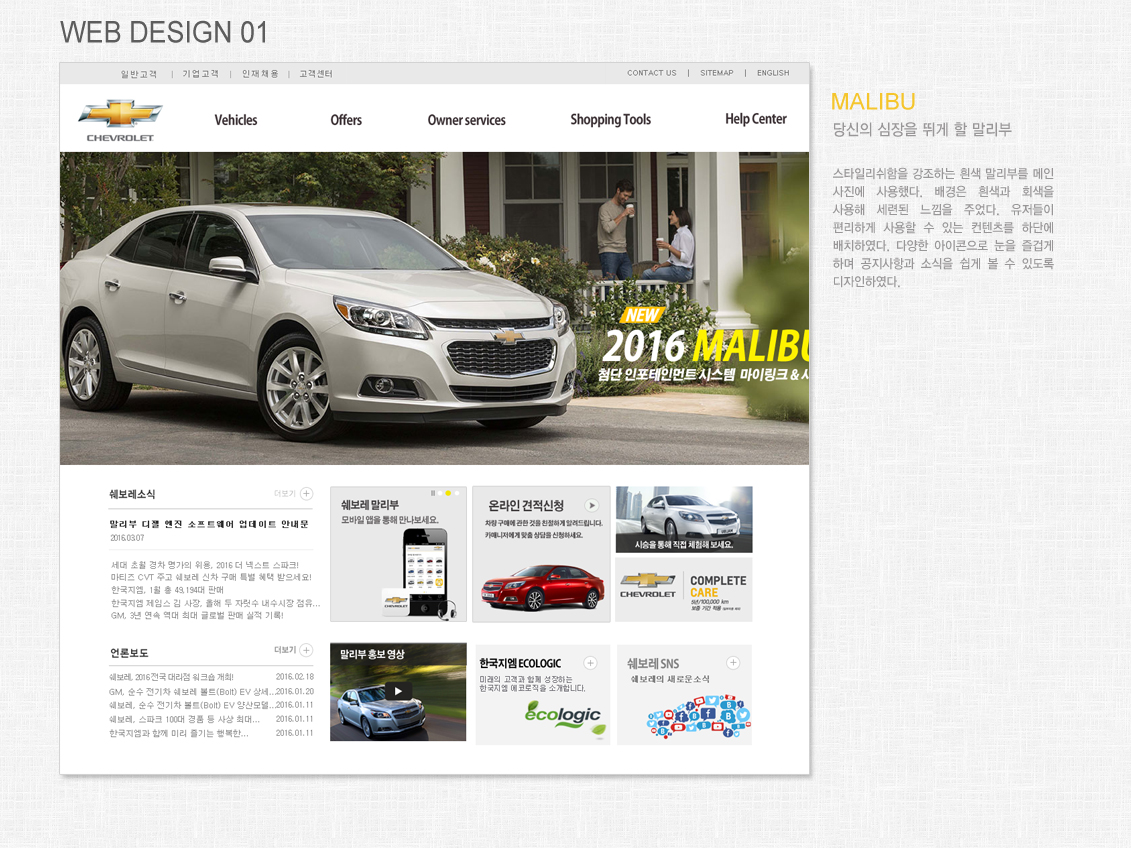 WEB DESIGN 01
일반고객 | 기업고객 | 인재채용 | 고객센터
CONTACT US | SITEMAP | ENGLISH
CHEVROLET
Vehicles Offers Owner services Shopping Tools Help Center
NEW
2016 MALIBU
첨단 인포테인먼트 시스템 마이링크 & 시
MALIBU
당신의 심장을 뛰게 할 말리부
스타일리쉬함을 강조하는 흰색 말리부를 메인
사진에 사용했다. 배경은 흰색과 회색을
사용해 세련된 느낌을 주었다. 유저들이
편리하게 사용할 수 있는 컨텐츠를 하단에
배치하였다. 다양한 아이콘으로 눈을 즐겁게
하며 공지사항과 소식을 쉽게 볼 수 있도록
디자인하였다.
쉐보레소식 더보기
말리부 디젤 엔진 소프트웨어 업데이트 안내문
2016.03.07
세대 초월 경차 명가의 위용, 2016 더 넥스트 스파크!
마티즈 CVT 주고 쉐보레 신차 구매 특별 혜택 받으세요!
한국지엠, 1월 총 49,194대 판매
한국지엠 제임스 김 사장, 올해 두 자릿수 내수시장 점유...
GM, 3년 연속 역대 최대 글로벌 판매 실적 기록!
쉐보레 말리부
모바일 앱을 통해 만나보세요.
CHEVROLET
온라인 견적신청
차량 구매에 관한 것을 친절하게 알려드립니다.
카매니저에게 맞춤 상담을 신청하세요.
시승을 통해 직접 체험해 보세요.
CHEVROLET
COMPLETE
CARE
5년/100,000 km
언론보도 더보기
쉐보레, 2016전국 대리점 워크숍 개최! 2016.02.18
GM, 순수 전기차 쉐보레 볼트(Bolt) EV 상세...2016.01.20
쉐보레, 순수 전기차 볼트(Bolt) EV 양산모델...2016.01.11
쉐보레, 스파크 100대 경품 등 사상 최대... 2016.01.11
한국지엠과 함께 미리 즐기는 행복한... 2016.01.11
말리부 홍보 영상
한국지엠 ECOLOGIC
미래의 고객과 함께 성장하는
한국지엠 에코로직을 소개합니다.
ecologic
쉐보레 SNS
쉐보레의 새로운소식